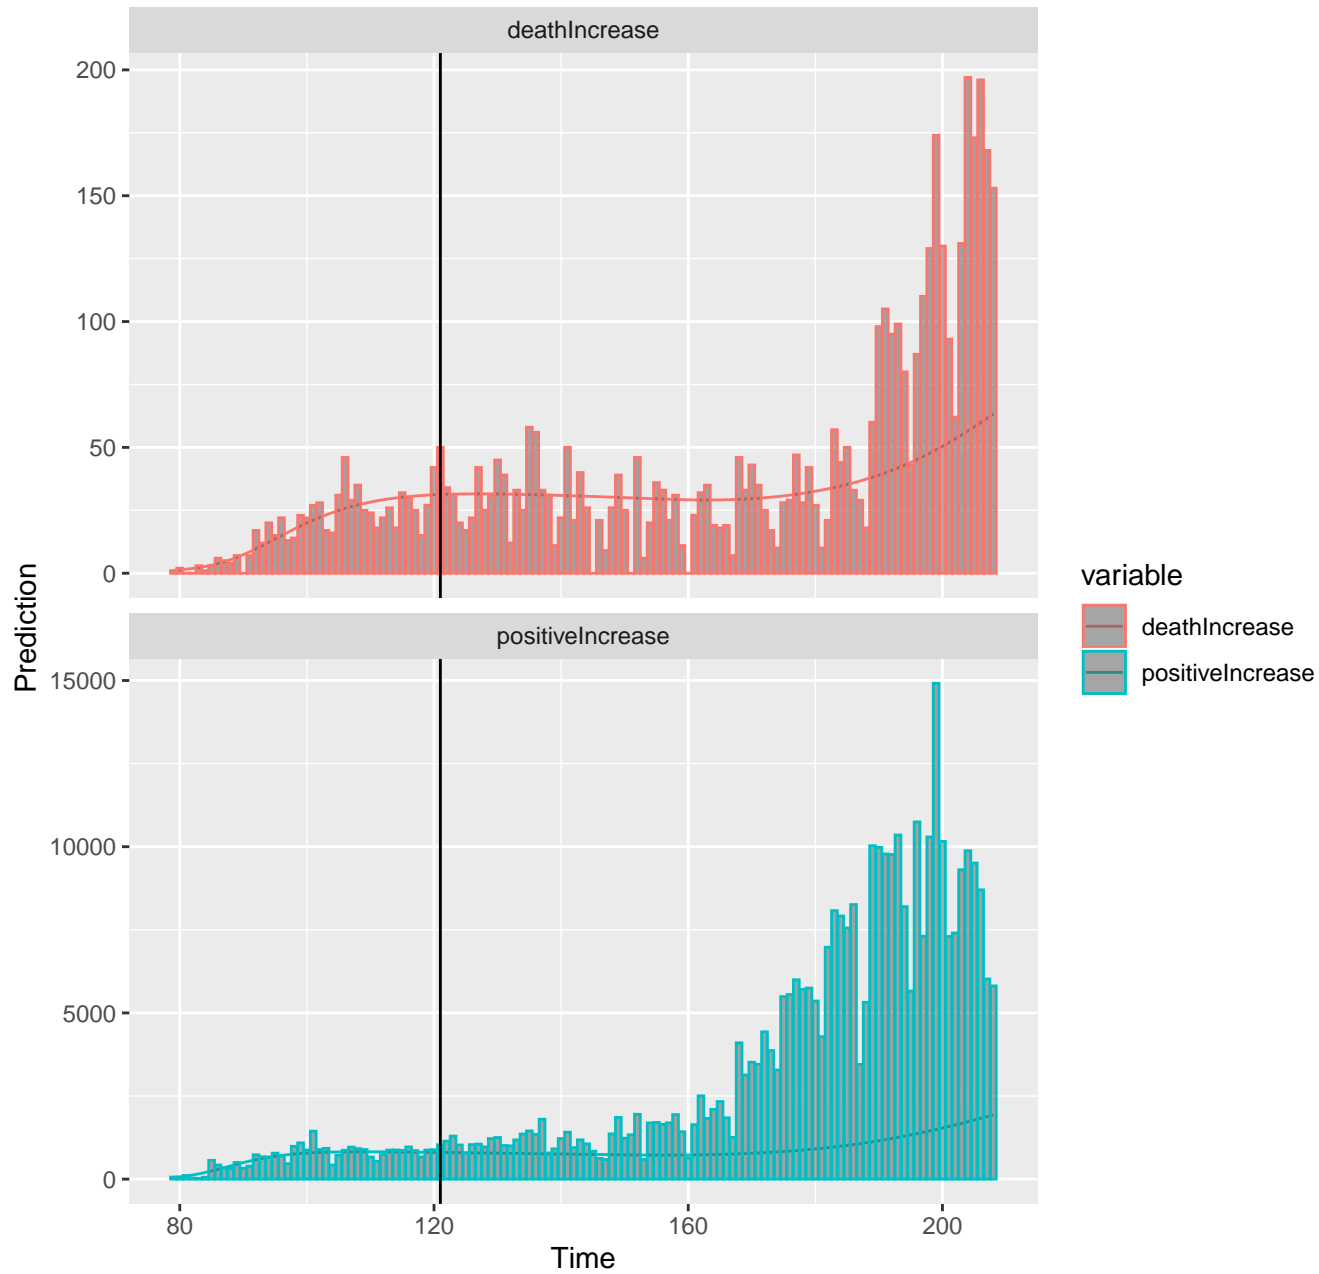 deathIncrease
200
150
100
50
0
positiveIncrease
15000
10000
5000
0
80 120 160 200
Time
Prediction
variable
deathIncrease
positiveIncrease